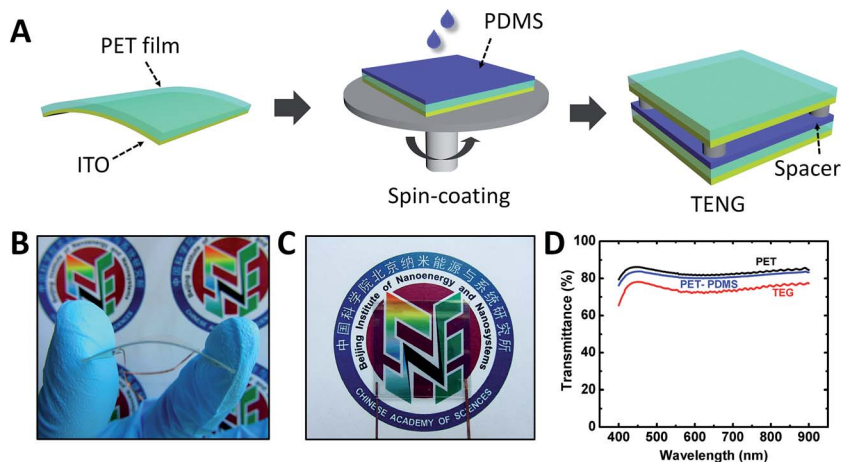 A
PET film
ITO
PDMS
Spin-coating
Spacer
TENG
B
C
中国科学院北京纳米能源与系统研究所
Beijing Institute of Nanoenergy and Nanosystems
CHINESE ACADEMY OF SCIENCES
D
Transmittance (%)
100
80
60
40
20
0
PET
PET- PDMS
TEG
400
500
600
700
800
900
Wavelength (nm)